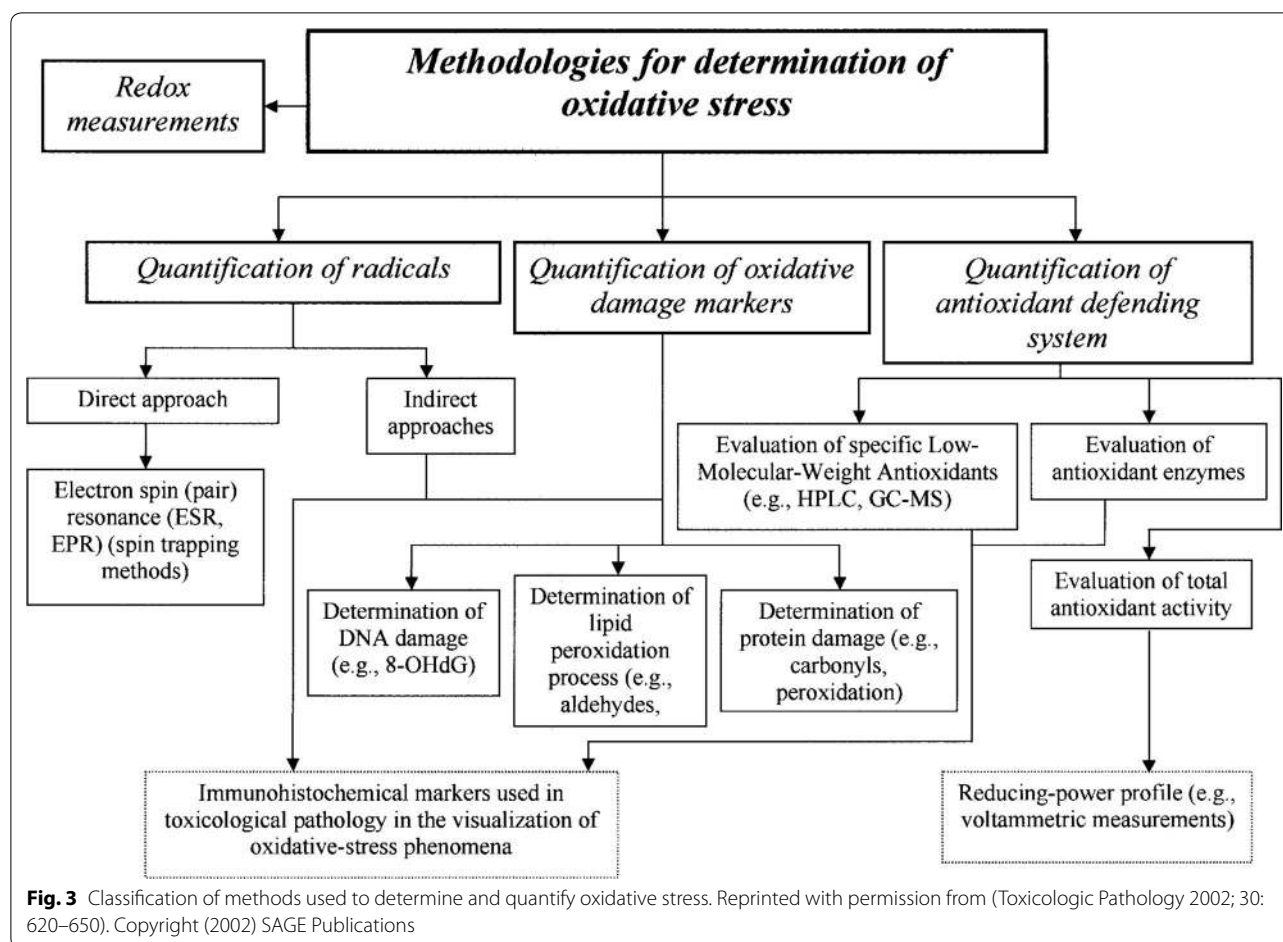 Methodologies for determination of
oxidative stress
Redox
measurements
Quantification of radicals
Quantification of oxidative
damage markers
Quantification of
antioxidant defending
system
Direct approach
Indirect
approaches
Electron spin (pair)
resonance (ESR,
EPR) (spin trapping
methods)
Evaluation of specific Low-
Molecular-Weight Antioxidants
(e.g., HPLC, GC-MS)
Evaluation of
antioxidant enzymes
Evaluation of total
antioxidant activity
Determination of
DNA damage
(e.g., 8-OHdG)
Determination of
lipid
peroxidation
process (e.g.,
aldehydes,
Determination of
protein damage (e.g.,
carbonyls,
peroxidation)
Immunohistochemical markers used in
toxicological pathology in the visualization of
oxidative-stress phenomena
Reducing-power profile (e.g.,
voltammetric measurements)
Fig. 3 Classification of methods used to determine and quantify oxidative stress. Reprinted with permission from (Toxicologic Pathology 2002; 30:
620–650). Copyright (2002) SAGE Publications